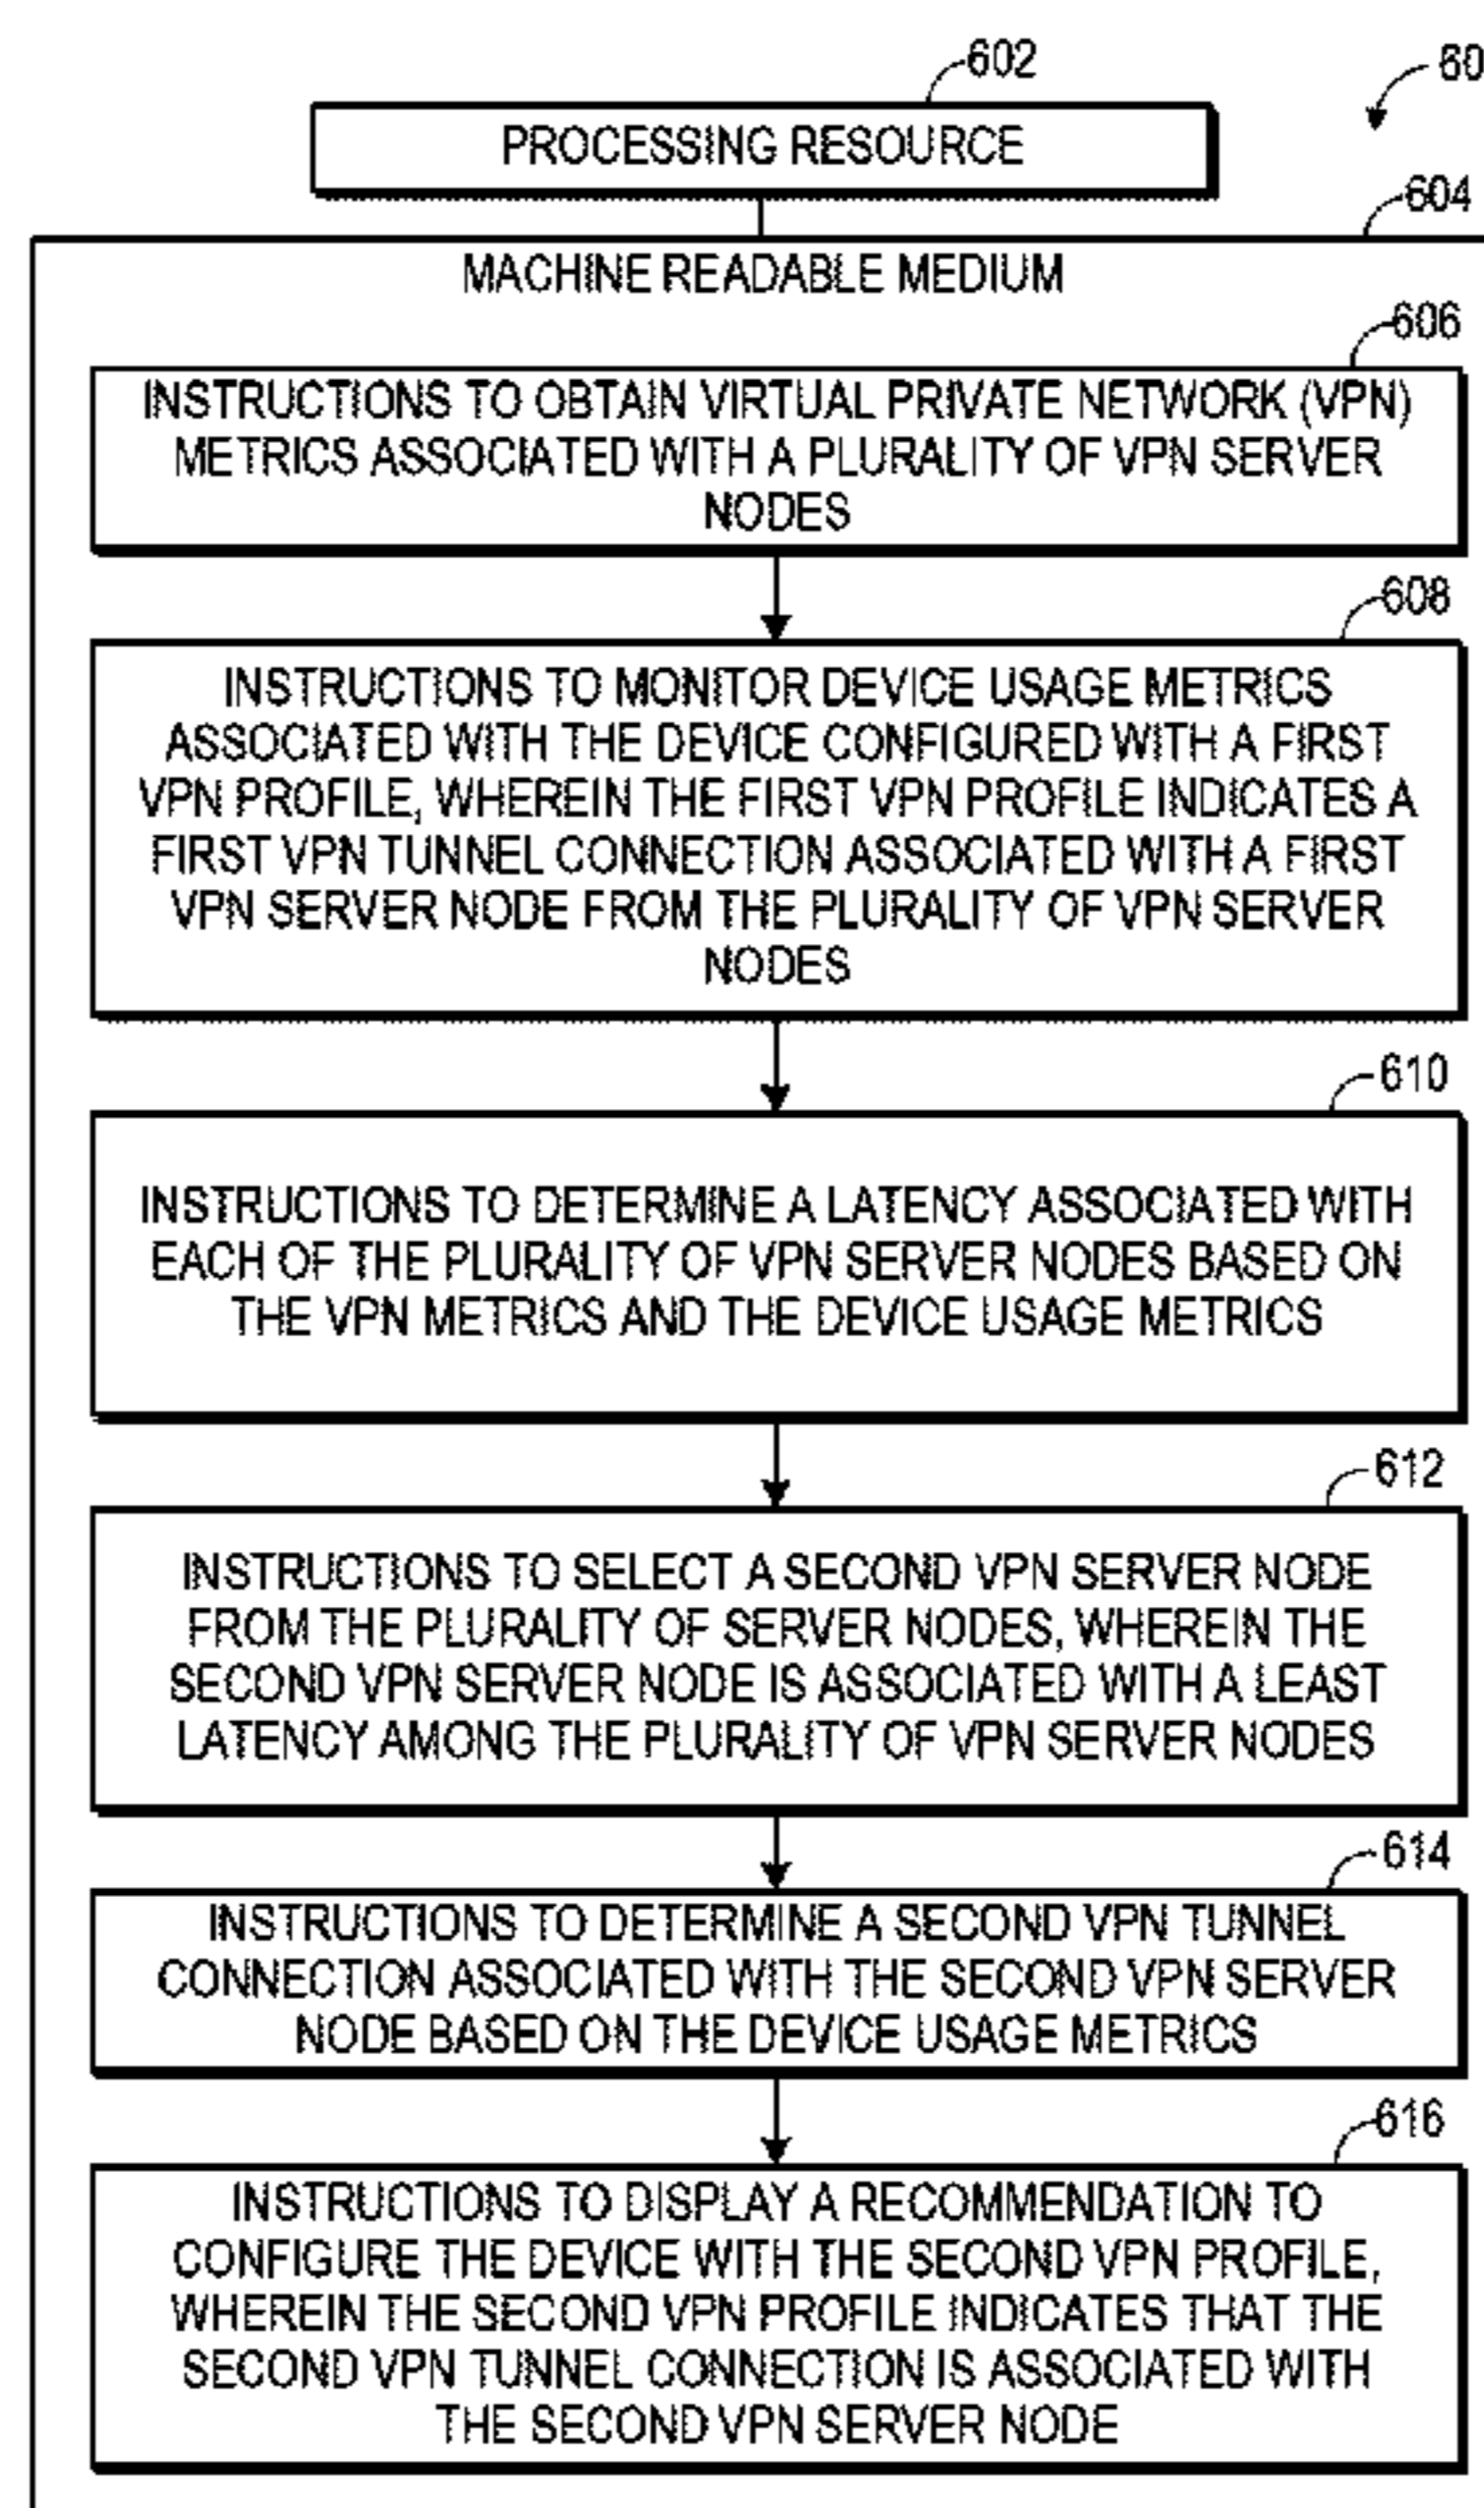 602
60
PROCESSING RESOURCE
604
MACHINE READABLE MEDIUM
606
INSTRUCTIONS TO OBTAIN VIRTUAL PRIVATE NETWORK (VPN)
METRICS ASSOCIATED WITH A PLURALITY OF VPN SERVER
NODES
608
INSTRUCTIONS TO MONITOR DEVICE USAGE METRICS
ASSOCIATED WITH THE DEVICE CONFIGURED WITH A FIRST
VPN PROFILE, WHEREIN THE FIRST VPN PROFILE INDICATES A
FIRST VPN TUNNEL CONNECTION ASSOCIATED WITH A FIRST
VPN SERVER NODE FROM THE PLURALITY OF VPN SERVER
NODES
610
INSTRUCTIONS TO DETERMINE A LATENCY ASSOCIATED WITH
EACH OF THE PLURALITY OF VPN SERVER NODES BASED ON
THE VPN METRICS AND THE DEVICE USAGE METRICS
612
INSTRUCTIONS TO SELECT A SECOND VPN SERVER NODE
FROM THE PLURALITY OF SERVER NODES, WHEREIN THE
SECOND VPN SERVER NODE IS ASSOCIATED WITH A LEAST
LATENCY AMONG THE PLURALITY OF VPN SERVER NODES
614
INSTRUCTIONS TO DETERMINE A SECOND VPN TUNNEL
CONNECTION ASSOCIATED WITH THE SECOND VPN SERVER
NODE BASED ON THE DEVICE USAGE METRICS
616
INSTRUCTIONS TO DISPLAY A RECOMMENDATION TO
CONFIGURE THE DEVICE WITH THE SECOND VPN PROFILE,
WHEREIN THE SECOND VPN PROFILE INDICATES THAT THE
SECOND VPN TUNNEL CONNECTION IS ASSOCIATED WITH
THE SECOND VPN SERVER NODE